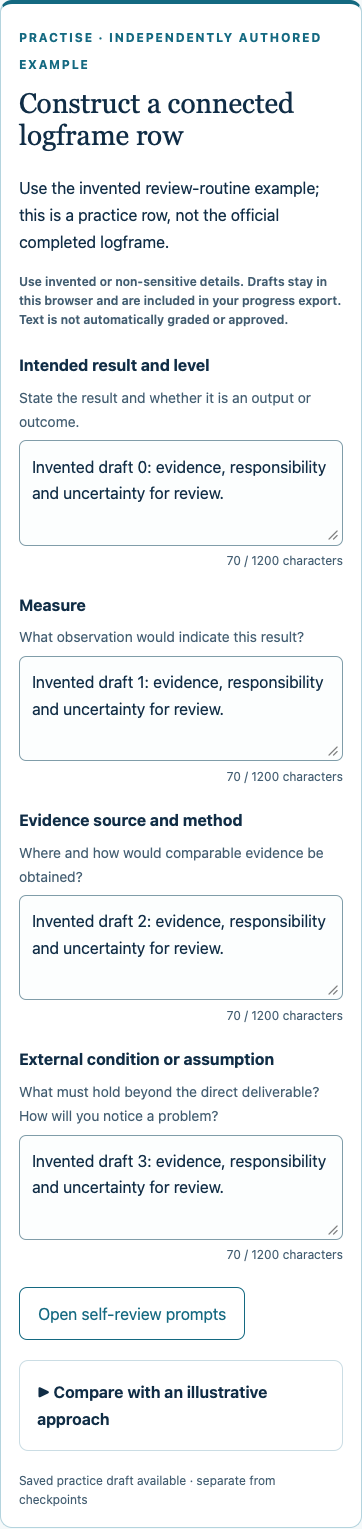 PRACTISE · INDEPENDENTLY AUTHORED
EXAMPLE
Construct a connected
logframe row
Use the invented review-routine example;
this is a practice row, not the official
completed logframe.
Use invented or non-sensitive details. Drafts stay in
this browser and are included in your progress export.
Text is not automatically graded or approved.
Intended result and level
State the result and whether it is an output or
outcome.
Invented draft 0: evidence, responsibility
and uncertainty for review.
70 / 1200 characters
Measure
What observation would indicate this result?
Invented draft 1: evidence, responsibility
and uncertainty for review.
70 / 1200 characters
Evidence source and method
Where and how would comparable evidence be
obtained?
Invented draft 2: evidence, responsibility
and uncertainty for review.
70 / 1200 characters
External condition or assumption
What must hold beyond the direct deliverable?
How will you notice a problem?
Invented draft 3: evidence, responsibility
and uncertainty for review.
70 / 1200 characters
Open self-review prompts
Compare with an illustrative
approach
Saved practice draft available · separate from
checkpoints